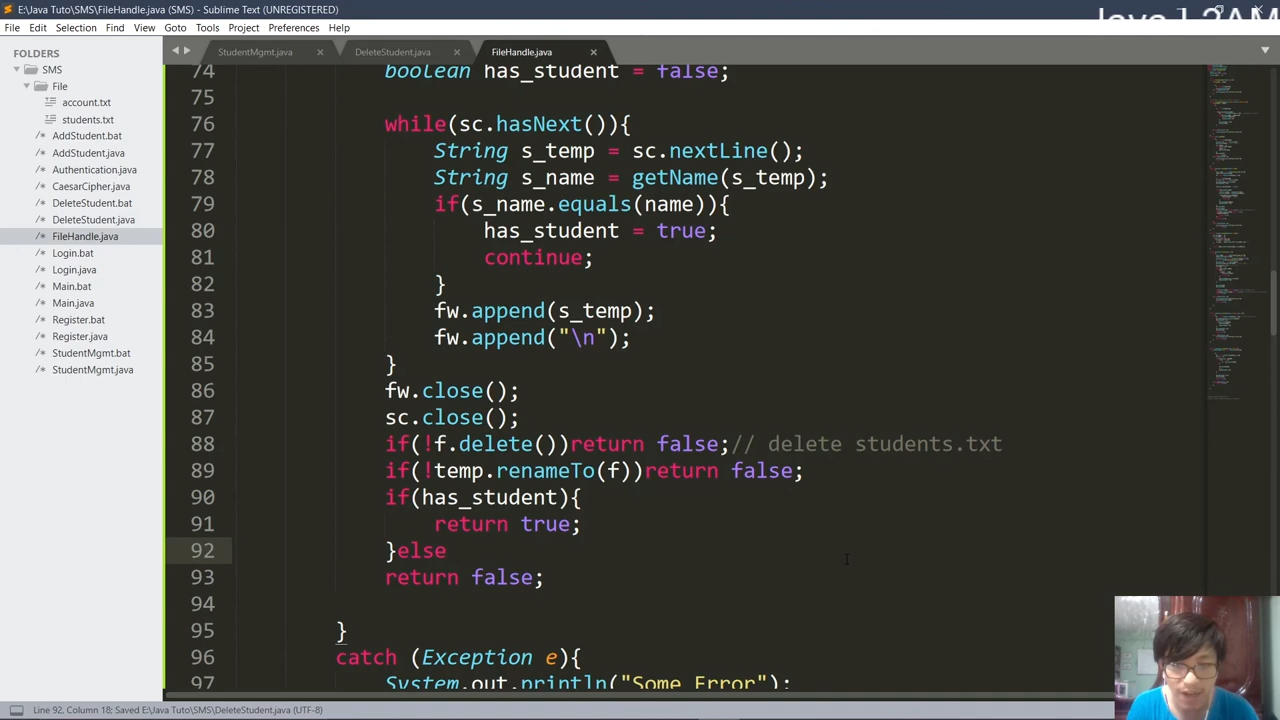 E:\Java Tuto\SMS\FileHandle.java (SMS) - Sublime Text (UNREGISTERED)
File Edit Selection Find View Goto Tools Project Preferences Help
FOLDERS
SMS
File
account.txt
students.txt
AddStudent.bat
AddStudent.java
Authentication.java
CaesarCipher.java
DeleteStudent.bat
DeleteStudent.java
FileHandle.java
Login.bat
Login.java
Main.bat
Main.java
Register.bat
Register.java
StudentMgmt.bat
StudentMgmt.java
StudentMgmt.java × DeleteStudent.java × FileHandle.java ×
74 boolean has_student = false;
75
76 while(sc.hasNext()){
77 String s_temp = sc.nextLine();
78 String s_name = getName(s_temp);
79 if(s_name.equals(name)){
80 has_student = true;
81 continue;
82 }
83 fw.append(s_temp);
84 fw.append("\n");
85 }
86 fw.close();
87 sc.close();
88 if(!f.delete())return false;// delete students.txt
89 if(!temp.renameTo(f))return false;
90 if(has_student){
91 return true;
92 }else
93 return false;
94
95 }
96 catch (Exception e){
97 System.out.println("Some Error");
Line 92, Column 18; Saved E:\Java Tuto\SMS\DeleteStudent.java (UTF-8)